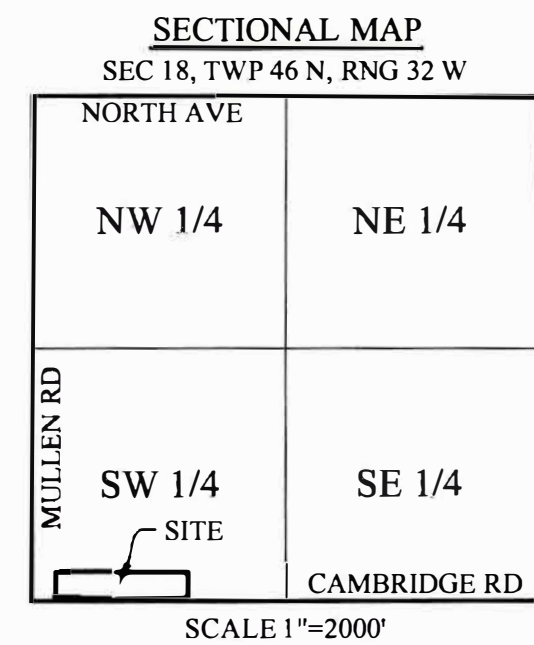 SECTIONAL MAP
SEC 18, TWP 46 N, RNG 32 W
NORTH AVE
NW 1/4
NE 1/4
MULLEN RD
SW 1/4
SE 1/4
SITE
CAMBRIDGE RD
SCALE 1"=2000'